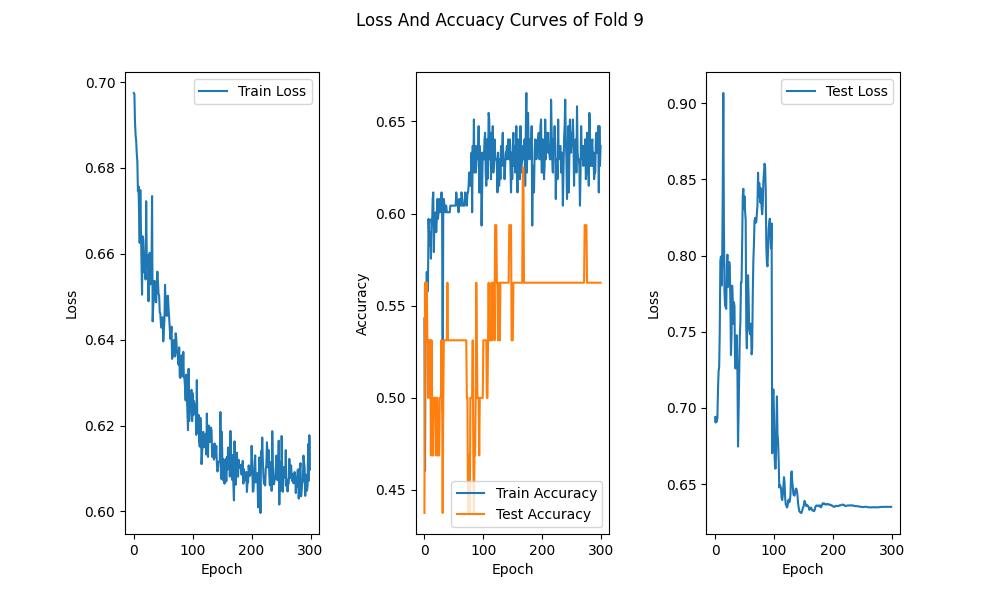 Loss And Accuacy Curves of Fold 9
0.70
0.68
0.66
0.64
0.62
0.60
Loss
0 100 200 300
Epoch
Train Loss
0.65
0.60
0.55
0.50
0.45
Accuracy
0 100 200 300
Epoch
Train Accuracy
Test Accuracy
0.90
0.85
0.80
0.75
0.70
0.65
Loss
0 100 200 300
Epoch
Test Loss